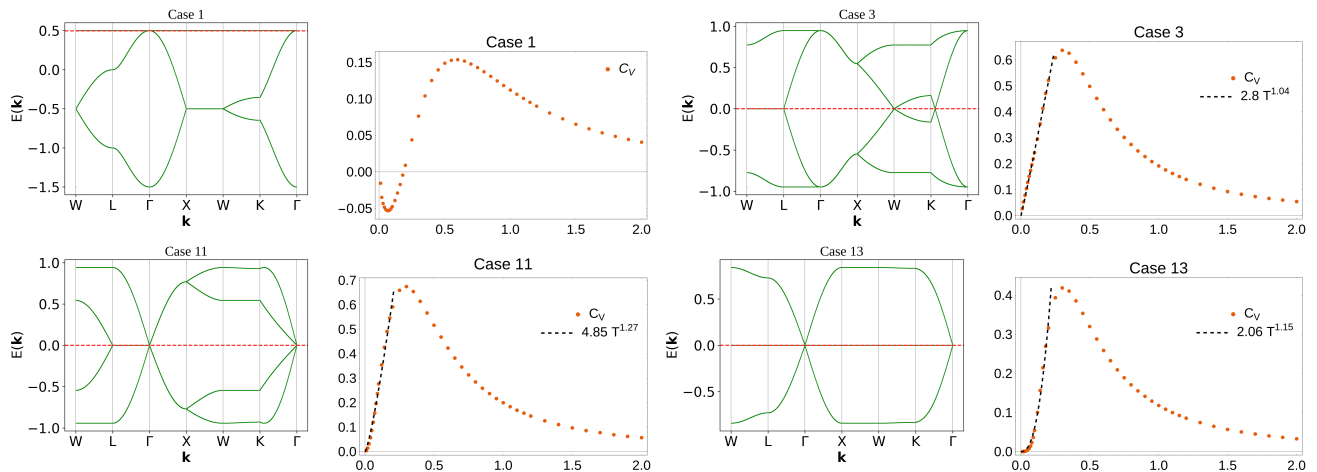 Case 1
E(k)
0.5
0.0
−0.5
−1.0
−1.5
W L Γ X W K Γ
k
Case 1
C_V
0.15
0.10
0.05
0.00
−0.05
0.0 0.5 1.0 1.5 2.0
Case 3
E(k)
1.0
0.5
0.0
−0.5
−1.0
W L Γ X W K Γ
k
Case 3
C_V
2.8 T^1.04
0.6
0.5
0.4
0.3
0.2
0.1
0.0
0.0 0.5 1.0 1.5 2.0
Case 11
E(k)
1.0
0.5
0.0
−0.5
−1.0
W L Γ X W K Γ
k
Case 11
C_V
4.85 T^1.27
0.7
0.6
0.5
0.4
0.3
0.2
0.1
0.0
0.0 0.5 1.0 1.5 2.0
Case 13
E(k)
0.5
0.0
−0.5
W L Γ X W K Γ
k
Case 13
C_V
2.06 T^1.15
0.4
0.3
0.2
0.1
0.0
0.0 0.5 1.0 1.5 2.0